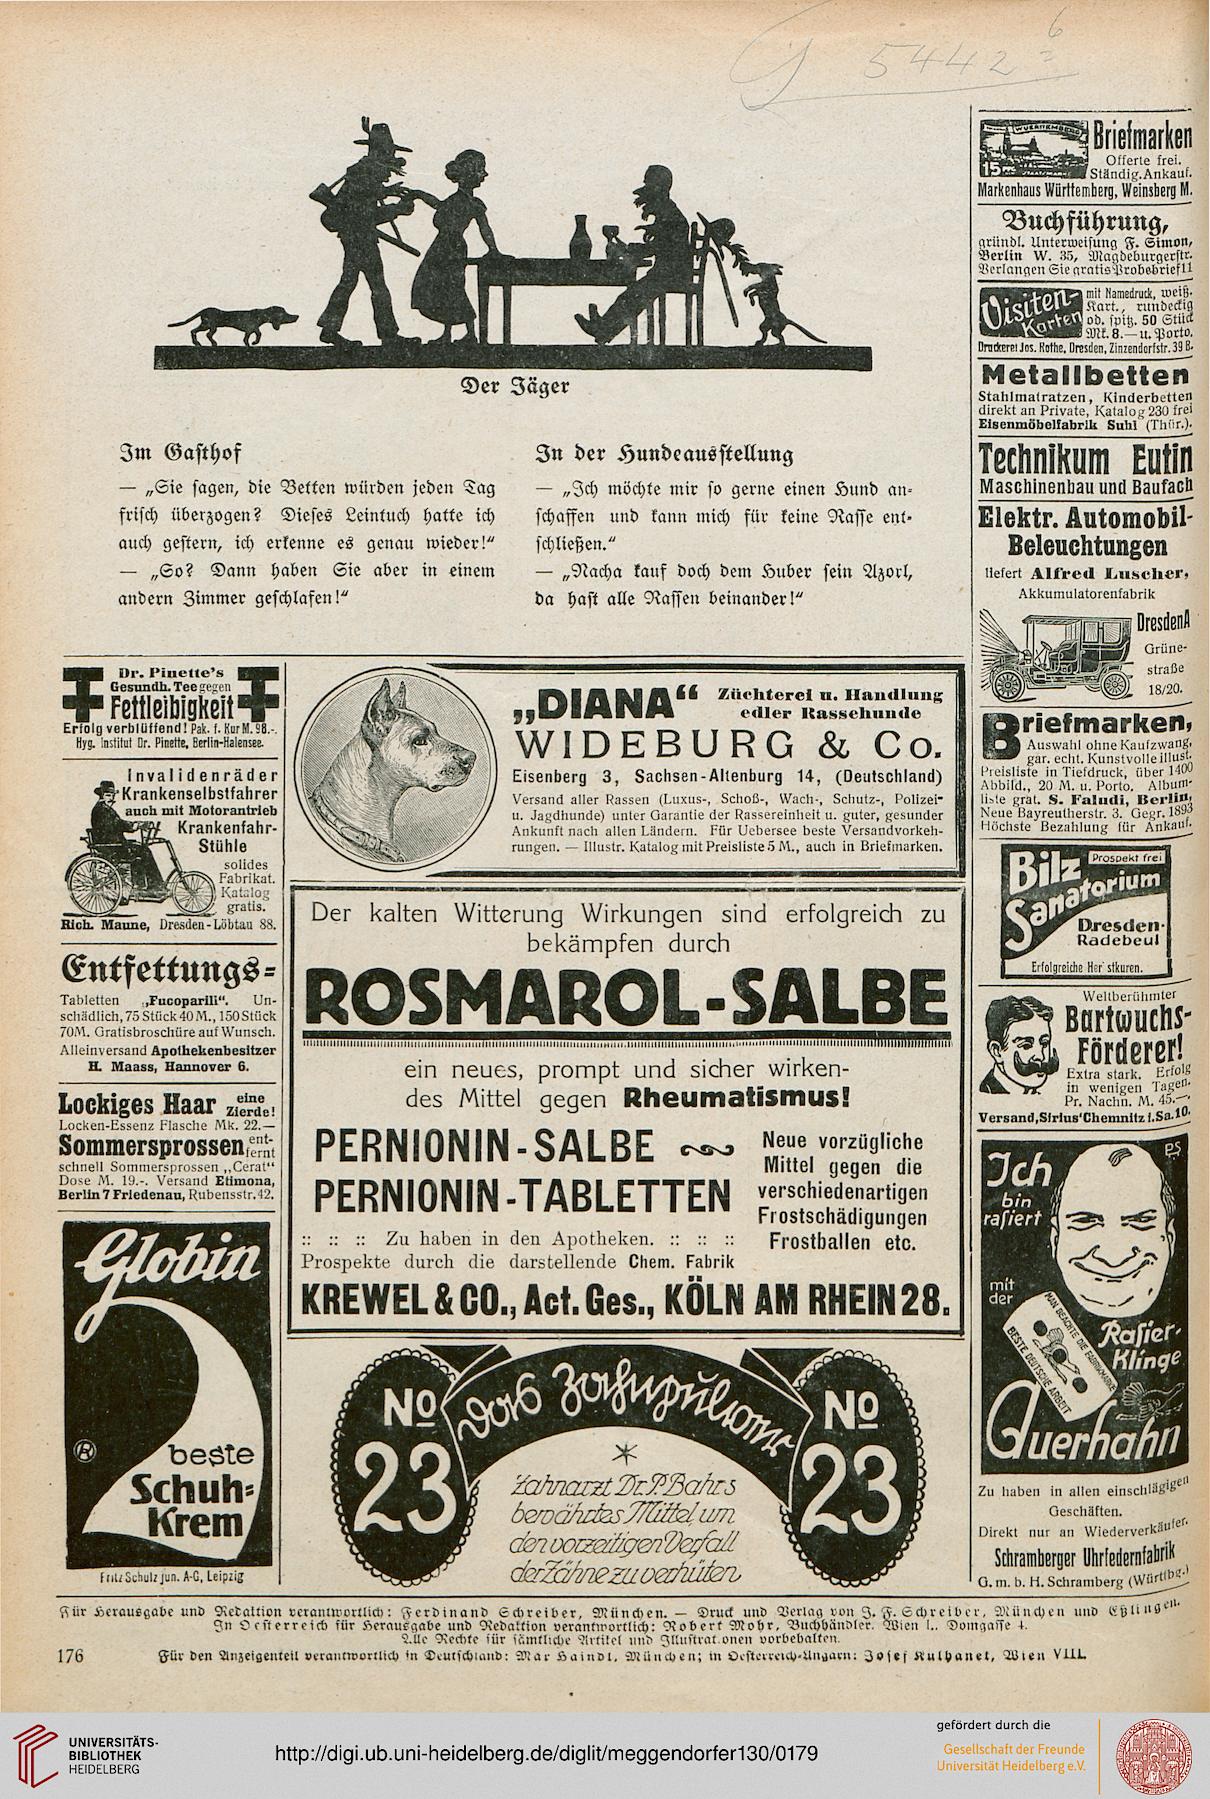 G 5442 6
Der Jäger
Im Gasthof
— „Sie sagen, die Betten würden jeden Tag
frisch überzogen? Dieses Leintuch hatte ich
auch gestern, ich erkenne es genau wieder!“
— „So? Dann haben Sie aber in einem
andern Zimmer geschlafen!“
In der Hundeausstellung
— „Ich möchte mir so gerne einen Hund an-
schaffen und kann mich für keine Rasse ent-
schließen.“
— „Nacha kauf doch dem Huber sein Azorl,
da hast alle Rassen beinander!“
Dr. Pinette's
Gesundh. Tee gegen
Fettleibigkeit
Erfolg verblüffend! Pak. f. Kur M. 98.-.
Hyg. Institut Dr. Pinette, Berlin-Halensee.
Invalidenräder
Krankenselbstfahrer
auch mit Motorantrieb
Krankenfahr-
Stühle
solides
Fabrikat.
Katalog
gratis.
Rich. Maune, Dresden-Löbtau 88.
Entfettungs-
Tabletten „Fucoparill“. Un-
schädlich, 75 Stück 40 M., 150 Stück
70 M. Gratisbroschüre auf Wunsch.
Alleinversand Apothekenbesitzer
H. Maass, Hannover 6.
Lockiges Haar eine Zierde!
Locken-Essenz Flasche Mk. 22.—
Sommersprossen ent-fernt
schnell Sommersprossen „Cerat“
Dose M. 19.-. Versand Etimona,
Berlin 7 Friedenau, Rubensstr. 42.
Globin
®
beste
Schuh-
Krem
Fritz Schulz jun. A-G, Leipzig
„DIANA“ Züchterei u. Handlung
edler Rassehunde
WIDEBURG & Co.
Eisenberg 3, Sachsen-Altenburg 14, (Deutschland)
Versand aller Rassen (Luxus-, Schoß-, Wach-, Schutz-, Polizei-
u. Jagdhunde) unter Garantie der Rassereinheit u. guter, gesunder
Ankunft nach allen Ländern. Für Uebersee beste Versandvorkeh-
rungen. — Illustr. Katalog mit Preisliste 5 M., auch in Briefmarken.
Der kalten Witterung Wirkungen sind erfolgreich zu
bekämpfen durch
ROSMAROL-SALBE
ein neues, prompt und sicher wirken-
des Mittel gegen Rheumatismus!
PERNIONIN-SALBE
PERNIONIN-TABLETTEN
Neue vorzügliche
Mittel gegen die
verschiedenartigen
Frostschädigungen
Frostballen etc.
:: :: :: Zu haben in den Apotheken. :: :: ::
Prospekte durch die darstellende Chem. Fabrik
KREWEL & CO., Act. Ges., KÖLN AM RHEIN 28.
No 23
Das Zahnpulver
No 23
Zahnarzt Dr. P. Bahrs
bewährtes Mittel um
den vorzeitigen Verfall
der Zähne zu verhüten
WUERTTEMBERG
15
Briefmarken
Offerte frei.
Ständig. Ankauf.
Markenhaus Württemberg, Weinsberg M.
Buchführung,
gründl. Unterweisung F. Simon,
Berlin W. 35, Magdeburgerstr.
Verlangen Sie gratis Probebrief 11
Visiten-
Karten
mit Namedruck, weiß.
Kart., rundeckig
od. spitz. 50 Stück
Mk. 8.— u. Porto.
Druckerei Jos. Rothe, Dresden, Zinzendorfstr. 39 B.
Metallbetten
Stahlmatratzen, Kinderbetten
direkt an Private, Katalog 230 frei
Eisenmöbelfabrik Suhl (Thür.).
Technikum Eutin
Maschinenbau und Baufach
Elektr. Automobil-
Beleuchtungen
liefert Alfred Luscher,
Akkumulatorenfabrik
Dresden A
Grüne-
straße
18/20.
Briefmarken,
Auswahl ohne Kaufzwang,
gar. echt. Kunstvolle illust.
Preisliste in Tiefdruck, über 1400
Abbild., 20 M. u. Porto. Album-
liste grat. S. Faludi, Berlin,
Neue Bayreutherstr. 3. Gegr. 1893
Höchste Bezahlung für Ankauf.
Bilz
Prospekt frei
Sanatorium
Dresden-
Radebeul
Erfolgreiche Her stkuren.
Weltberühmter
Bartwuchs-
Förderer!
Extra stark. Erfolg
in wenigen Tagen.
Pr. Nachn. M. 45.—.
Versand „Sirius“ Chemnitz i. Sa. 10.
PS
Ich
bin
rasiert
mit
der
MAN BEACHTE DIE FABRIKMARKE
BESTE DEUTSCHE ARBEIT
Rasier-
Klinge
Auerhahn
Zu haben in allen einschlägigen
Geschäften.
Direkt nur an Wiederverkäufer.
Schramberger Uhrfedernfabrik
G. m. b. H. Schramberg (Württbg.)
Für Herausgabe und Redaktion verantwortlich: Ferdinand Schreiber, München. — Druck und Verlag von J. F. Schreiber, München und Eßlingen.
In Oesterreich für Herausgabe und Redaktion verantwortlich: Robert Mohr, Buchhändler. Wien I., Domgasse 4.
Alle Rechte für sämtliche Artikel und Illustrationen vorbehalten.
176
Für den Anzeigenteil verantwortlich in Deutschland: Max Haindl, München; in Oesterreich-Ungarn: Josef Kulhanek, Wien VIII.
UNIVERSITÄTS-
BIBLIOTHEK
HEIDELBERG
http://digi.ub.uni-heidelberg.de/diglit/meggendorfer130/0179
gefördert durch die
Gesellschaft der Freunde
Universität Heidelberg e.V.